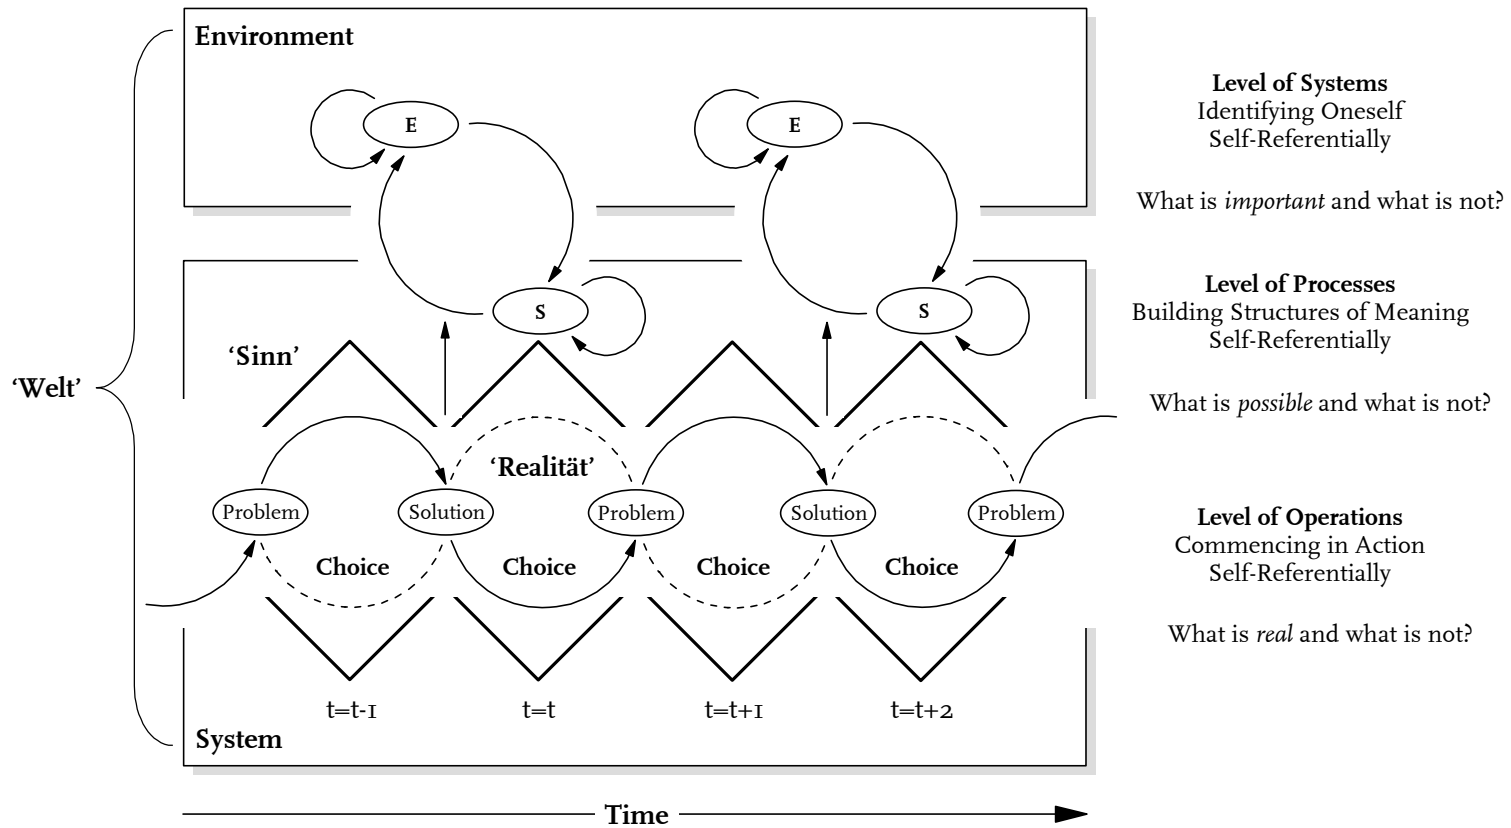 Environment
E
E
Level of Systems
Identifying Oneself
Self-Referentially
What is important and what is not?
S
S
Level of Processes
Building Structures of Meaning
Self-Referentially
What is possible and what is not?
‘Sinn’
‘Welt’
‘Realität’
Problem
Solution
Problem
Solution
Problem
Choice
Choice
Choice
Choice
Level of Operations
Commencing in Action
Self-Referentially
What is real and what is not?
t=t-1
t=t
t=t+1
t=t+2
System
Time